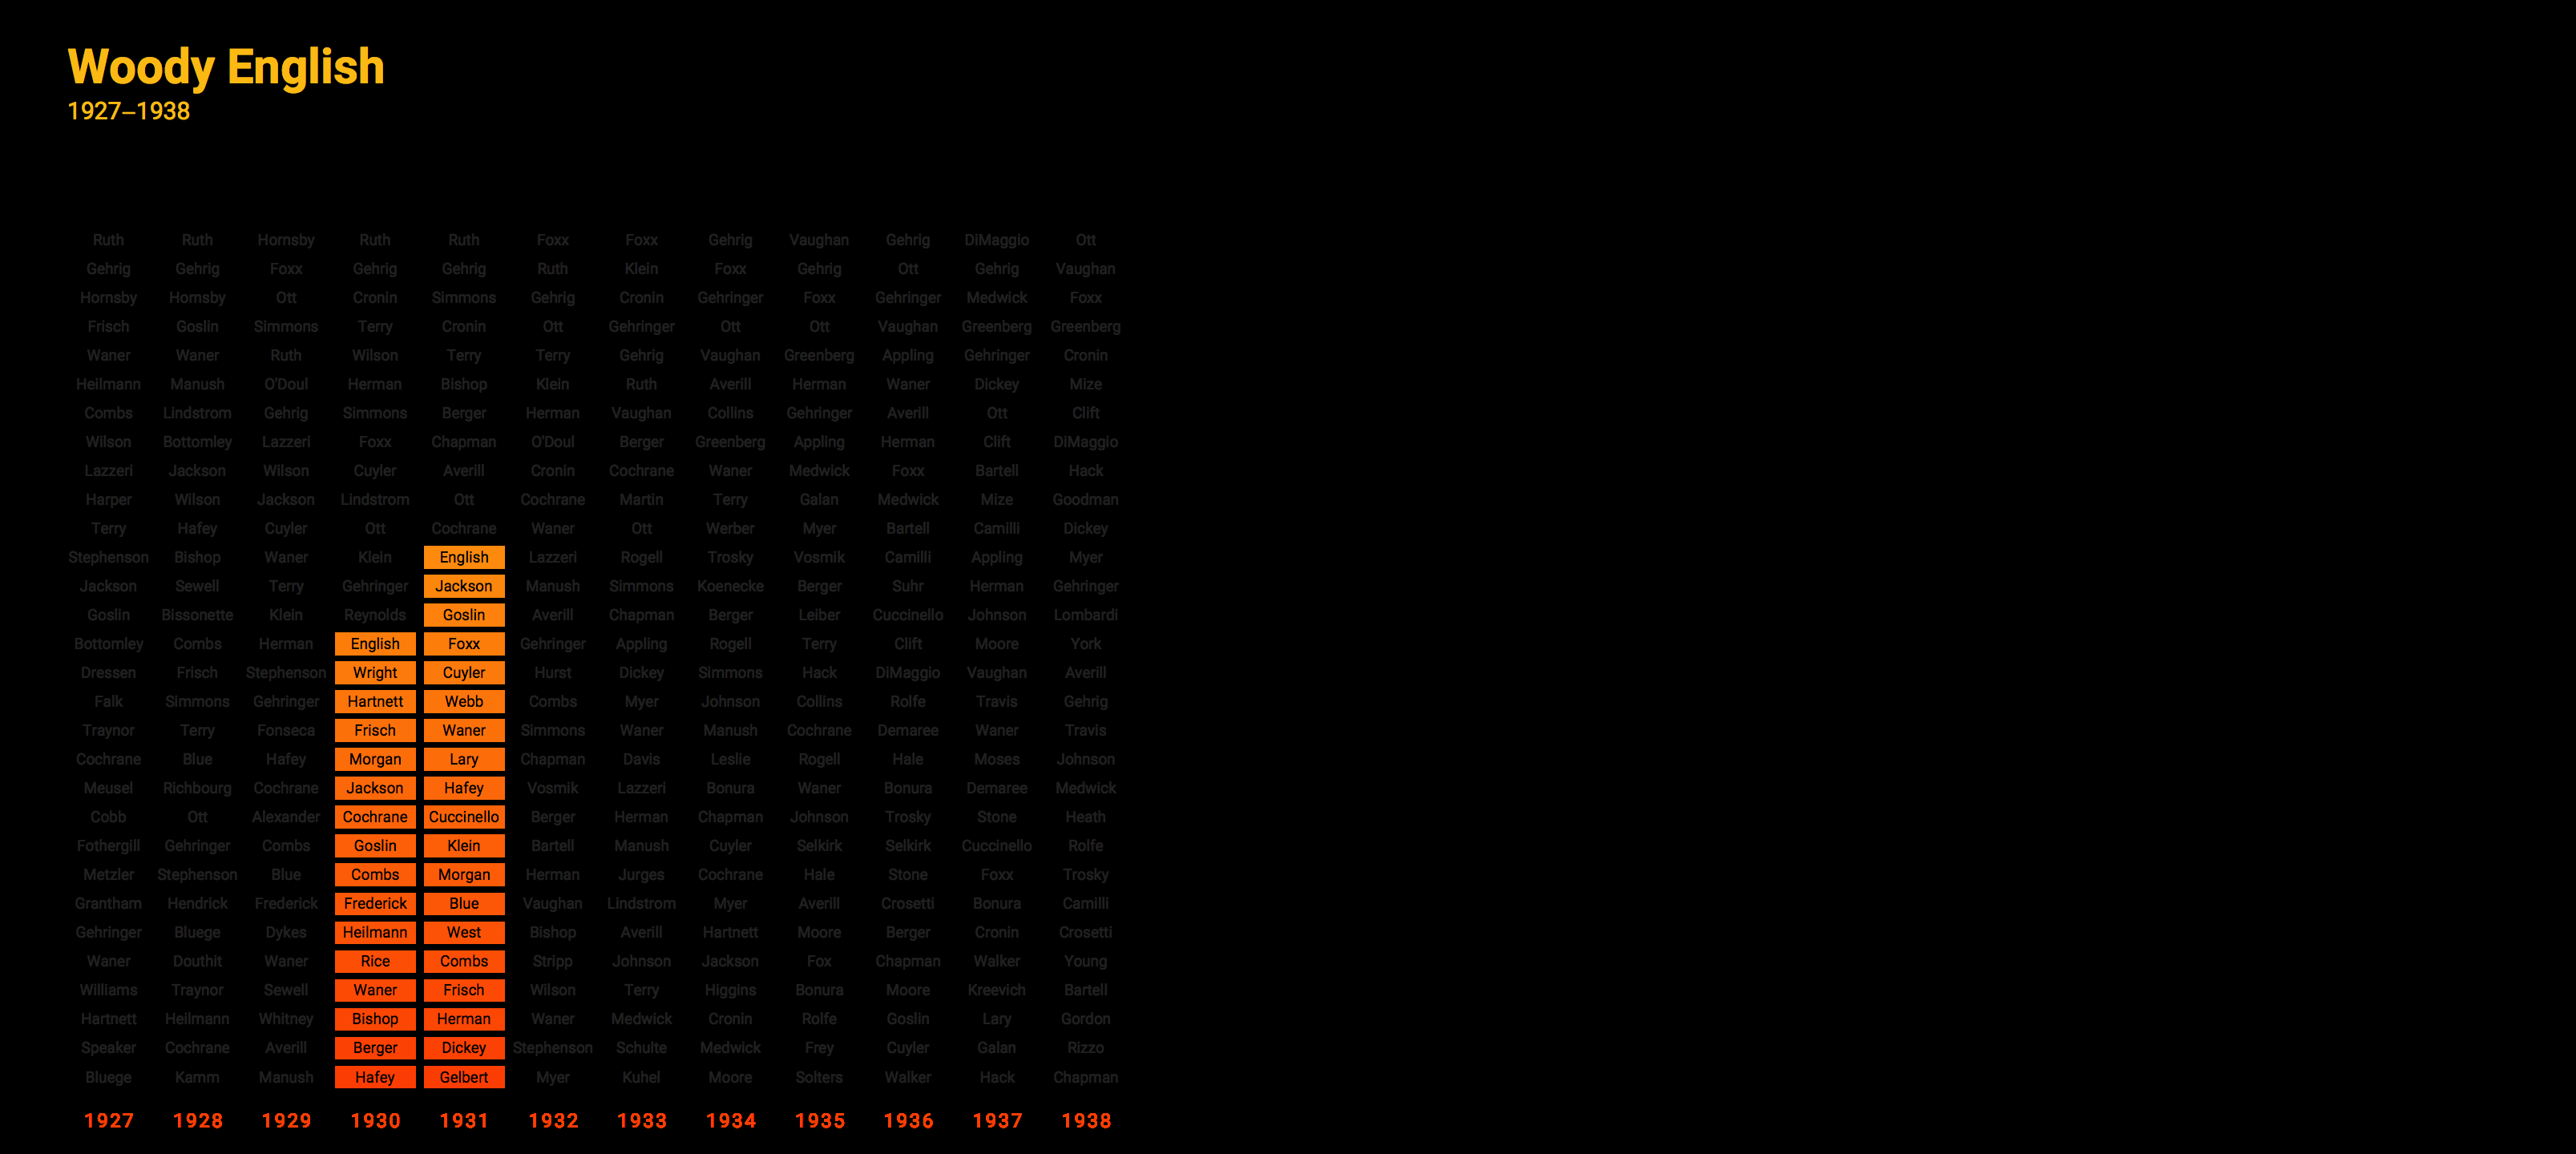 Woody English
1927–1938
Ruth Ruth Hornsby Ruth Ruth Foxx Foxx Gehrig Vaughan Gehrig DiMaggio Ott
Gehrig Gehrig Foxx Gehrig Gehrig Ruth Klein Foxx Gehrig Ott Gehrig Vaughan
Hornsby Hornsby Ott Cronin Simmons Gehrig Cronin Gehringer Foxx Gehringer Medwick Foxx
Frisch Goslin Simmons Terry Cronin Ott Gehringer Ott Ott Vaughan Greenberg Greenberg
Waner Waner Ruth Wilson Terry Terry Gehrig Vaughan Greenberg Appling Gehringer Cronin
Heilmann Manush O'Doul Herman Bishop Klein Ruth Averill Herman Waner Dickey Mize
Combs Lindstrom Gehrig Simmons Berger Herman Vaughan Collins Gehringer Averill Ott Clift
Wilson Bottomley Lazzeri Foxx Chapman O'Doul Berger Greenberg Appling Herman Clift DiMaggio
Lazzeri Jackson Wilson Cuyler Averill Cronin Cochrane Waner Medwick Foxx Bartell Hack
Harper Wilson Jackson Lindstrom Ott Cochrane Martin Terry Galan Medwick Mize Goodman
Terry Hafey Cuyler Ott Cochrane Waner Ott Werber Myer Bartell Camilli Dickey
Stephenson Bishop Waner Klein English Lazzeri Rogell Trosky Vosmik Camilli Appling Myer
Jackson Sewell Terry Gehringer Jackson Manush Simmons Koenecke Berger Suhr Herman Gehringer
Goslin Bissonette Klein Reynolds Goslin Averill Chapman Berger Leiber Cuccinello Johnson Lombardi
Bottomley Combs Herman English Foxx Gehringer Appling Rogell Terry Clift Moore York
Dressen Frisch Stephenson Wright Cuyler Hurst Dickey Simmons Hack DiMaggio Vaughan Averill
Falk Simmons Gehringer Hartnett Webb Combs Myer Johnson Collins Rolfe Travis Gehrig
Traynor Terry Fonseca Frisch Waner Simmons Waner Manush Cochrane Demaree Waner Travis
Cochrane Blue Hafey Morgan Lary Chapman Davis Leslie Rogell Hale Moses Johnson
Meusel Richbourg Cochrane Jackson Hafey Vosmik Lazzeri Bonura Waner Bonura Demaree Medwick
Cobb Ott Alexander Cochrane Cuccinello Berger Herman Chapman Johnson Trosky Stone Heath
Fothergill Gehringer Combs Goslin Klein Bartell Manush Cuyler Selkirk Selkirk Cuccinello Rolfe
Metzler Stephenson Blue Combs Morgan Herman Jurges Cochrane Hale Stone Foxx Trosky
Grantham Hendrick Frederick Frederick Blue Vaughan Lindstrom Myer Averill Crosetti Bonura Camilli
Gehringer Bluege Dykes Heilmann West Bishop Averill Hartnett Moore Berger Cronin Crosetti
Waner Douthit Waner Rice Combs Stripp Johnson Jackson Fox Chapman Walker Young
Williams Traynor Sewell Waner Frisch Wilson Terry Higgins Bonura Moore Kreevich Bartell
Hartnett Heilmann Whitney Bishop Herman Waner Medwick Cronin Rolfe Goslin Lary Gordon
Speaker Cochrane Averill Berger Dickey Stephenson Schulte Medwick Frey Cuyler Galan Rizzo
Bluege Kamm Manush Hafey Gelbert Myer Kuhel Moore Solters Walker Hack Chapman
1927 1928 1929 1930 1931 1932 1933 1934 1935 1936 1937 1938